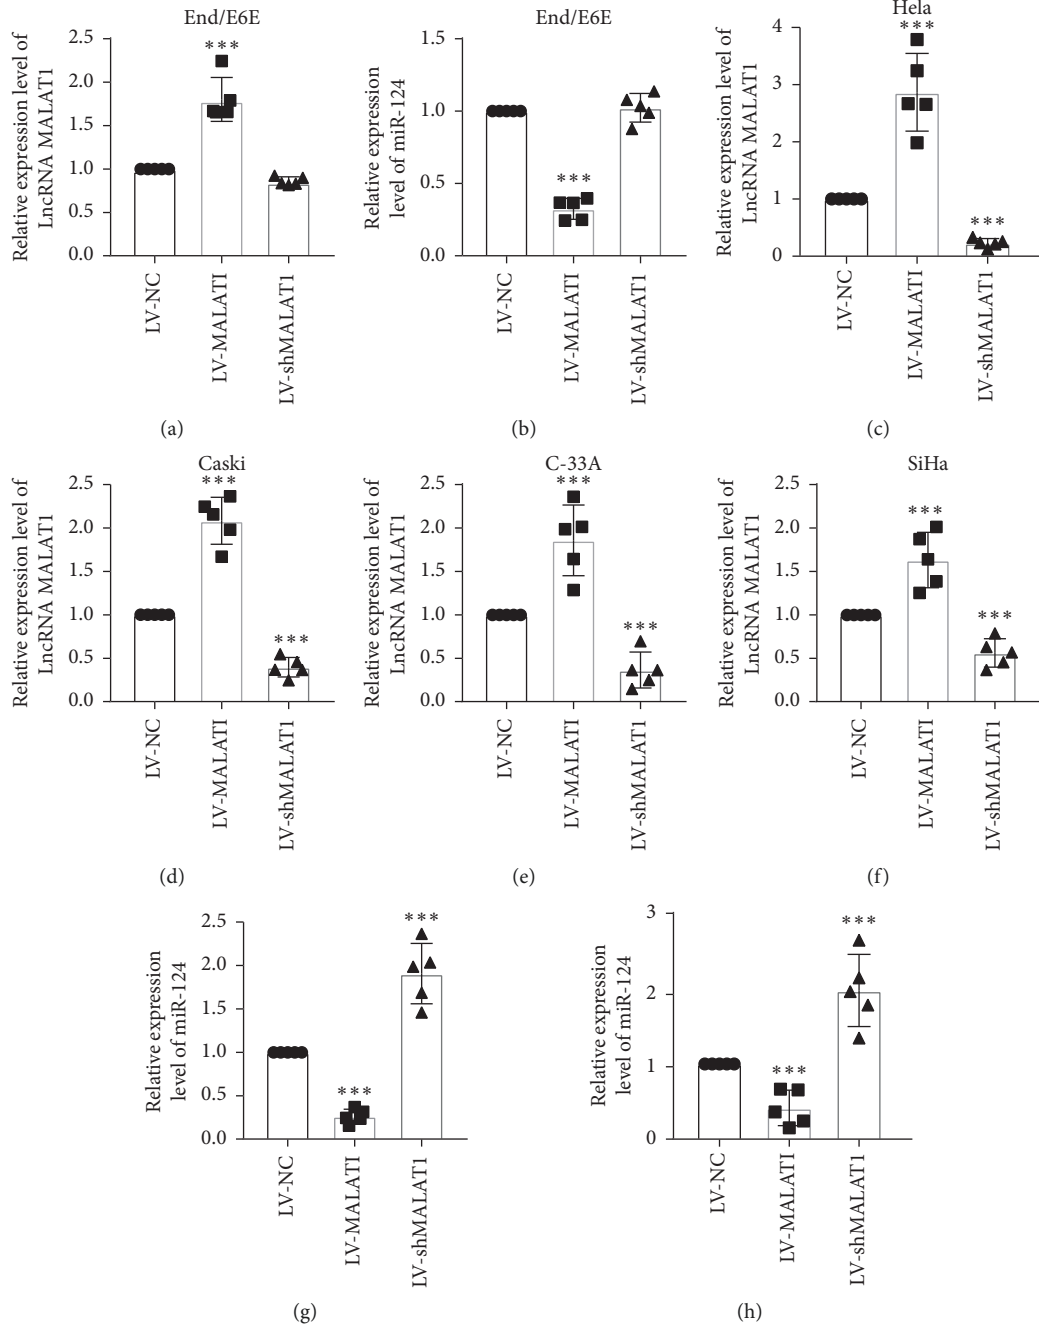 End/E6E
Relative expression level of
LncRNA MALAT1
2.5
2.0
1.5
1.0
0.5
0.0
***
LV-NC
LV-MALATI
LV-shMALAT1
(a)
End/E6E
Relative expression
level of miR-124
1.5
1.0
0.5
0.0
***
LV-NC
LV-MALATI
LV-shMALAT1
(b)
Hela
Relative expression level of
LncRNA MALAT1
4
3
2
1
0
***
***
LV-NC
LV-MALATI
LV-shMALAT1
(c)
Caski
Relative expression level of
LncRNA MALAT1
2.5
2.0
1.5
1.0
0.5
0.0
***
***
LV-NC
LV-MALATI
LV-shMALAT1
(d)
C-33A
Relative expression level of
LncRNA MALAT1
2.5
2.0
1.5
1.0
0.5
0.0
***
***
LV-NC
LV-MALATI
LV-shMALAT1
(e)
SiHa
Relative expression level of
LncRNA MALAT1
2.5
2.0
1.5
1.0
0.5
0.0
***
***
LV-NC
LV-MALATI
LV-shMALAT1
(f)
Relative expression
level of miR-124
2.5
2.0
1.5
1.0
0.5
0.0
***
***
LV-NC
LV-MALATI
LV-shMALAT1
(g)
Relative expression
level of miR-124
3
2
1
0
***
***
LV-NC
LV-MALATI
LV-shMALAT1
(h)